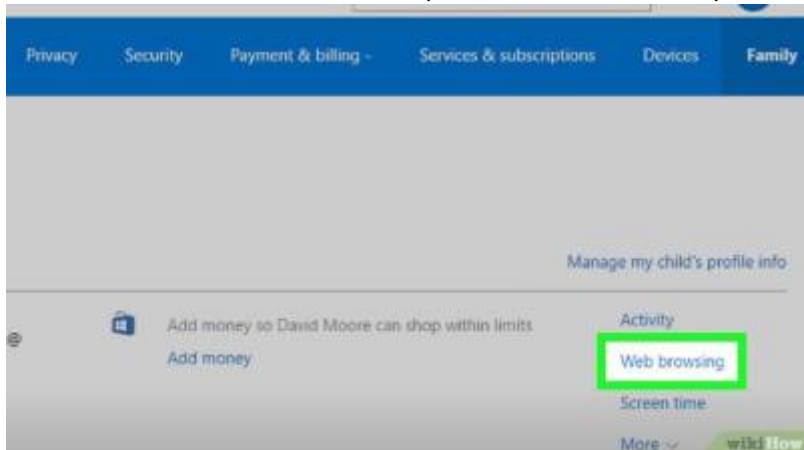 Privacy Security Payment & billing Services & subscriptions Devices Family
Manage my child's profile info
@ Add money so David Moore can shop within limits Activity
Add money Web browsing
Screen time
More wikiHow